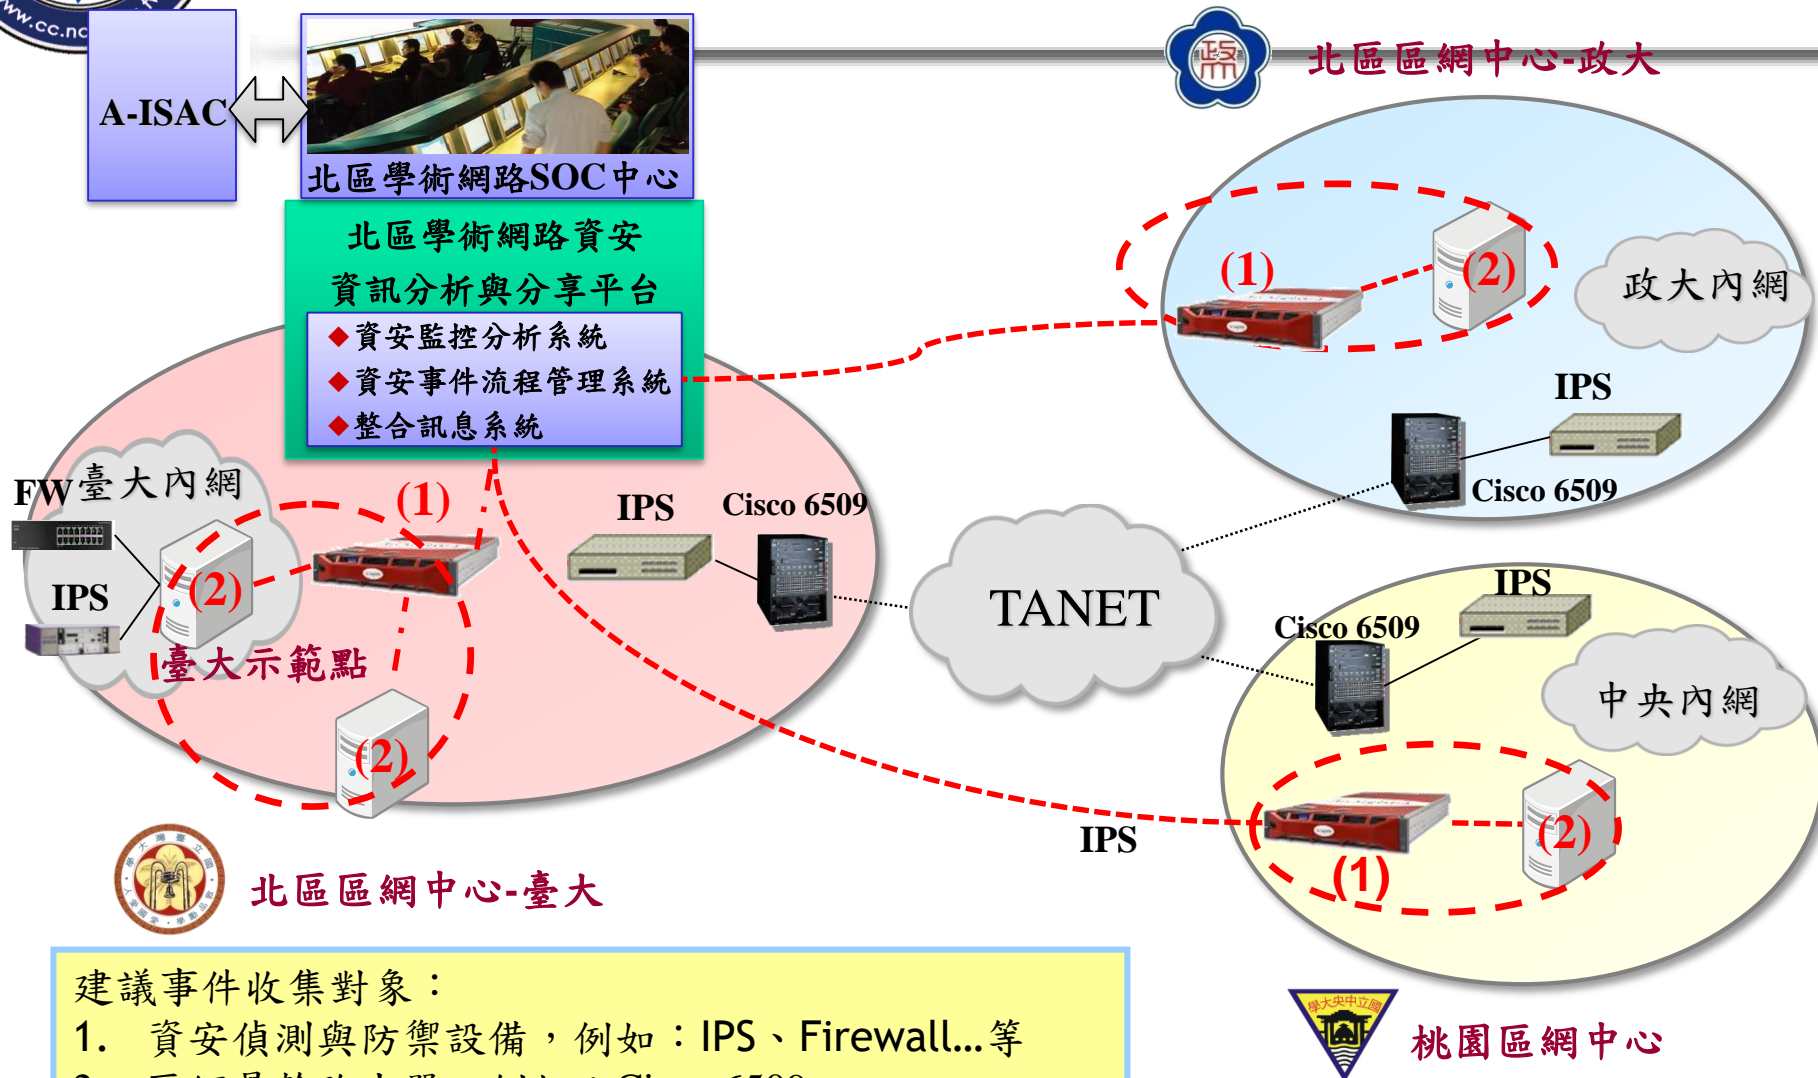 www.cc.nc
A-ISAC
北區學術網路SOC中心
北區學術網路資安
資訊分析與分享平台
◆資安監控分析系統
◆資安事件流程管理系統
◆整合訊息系統
北區區網中心-政大
(1)
(2)
政大內網
IPS
Cisco 6509
FW
臺大內網
(1)
IPS
(2)
臺大示範點
(2)
IPS
Cisco 6509
TANET
IPS
Cisco 6509
中央內網
IPS
(1)
(2)
北區區網中心-臺大
桃園區網中心
建議事件收集對象：
1. 資安偵測與防禦設備，例如：IPS、Firewall…等